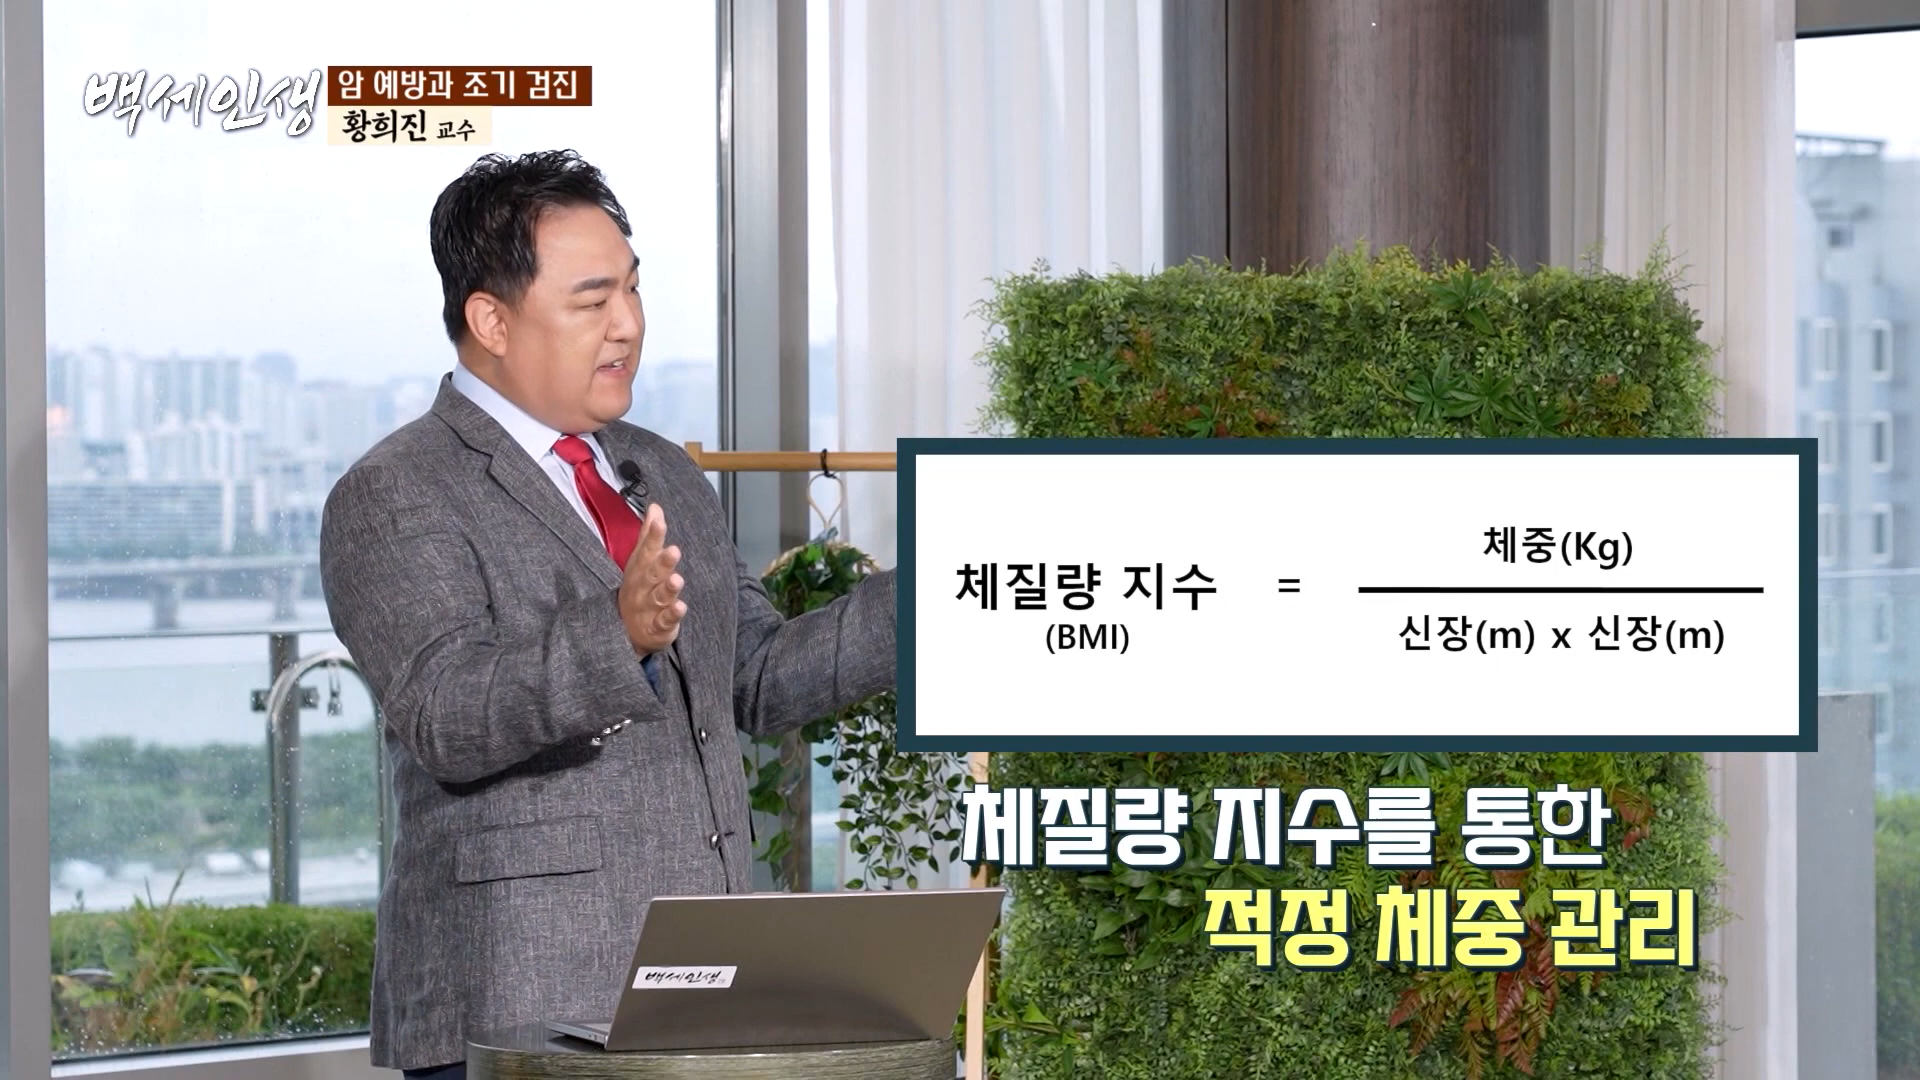 백세인생
암 예방과 조기 검진
황희진 교수
체질량 지수 = 체중(Kg)
(BMI)
신장(m) x 신장(m)
체질량 지수를 통한
적정 체중 관리
백세인생